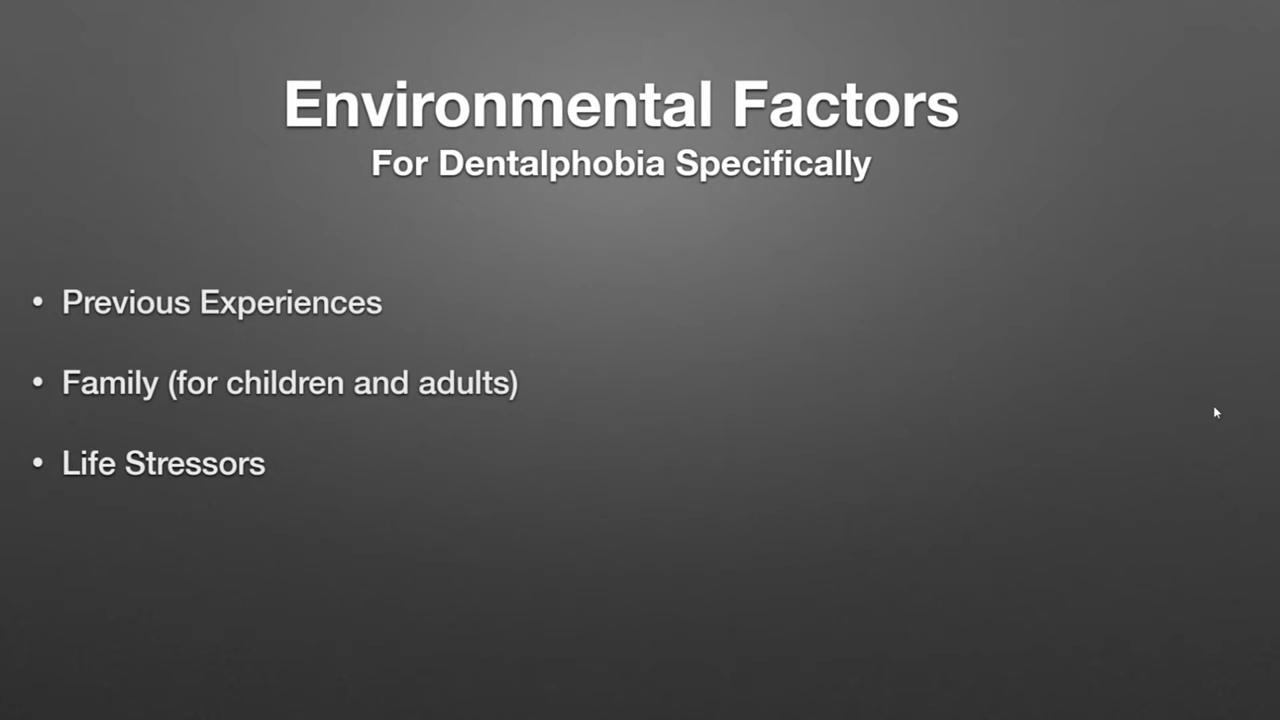 Environmental Factors
For Dentalphobia Specifically
• Previous Experiences
• Family (for children and adults)
• Life Stressors